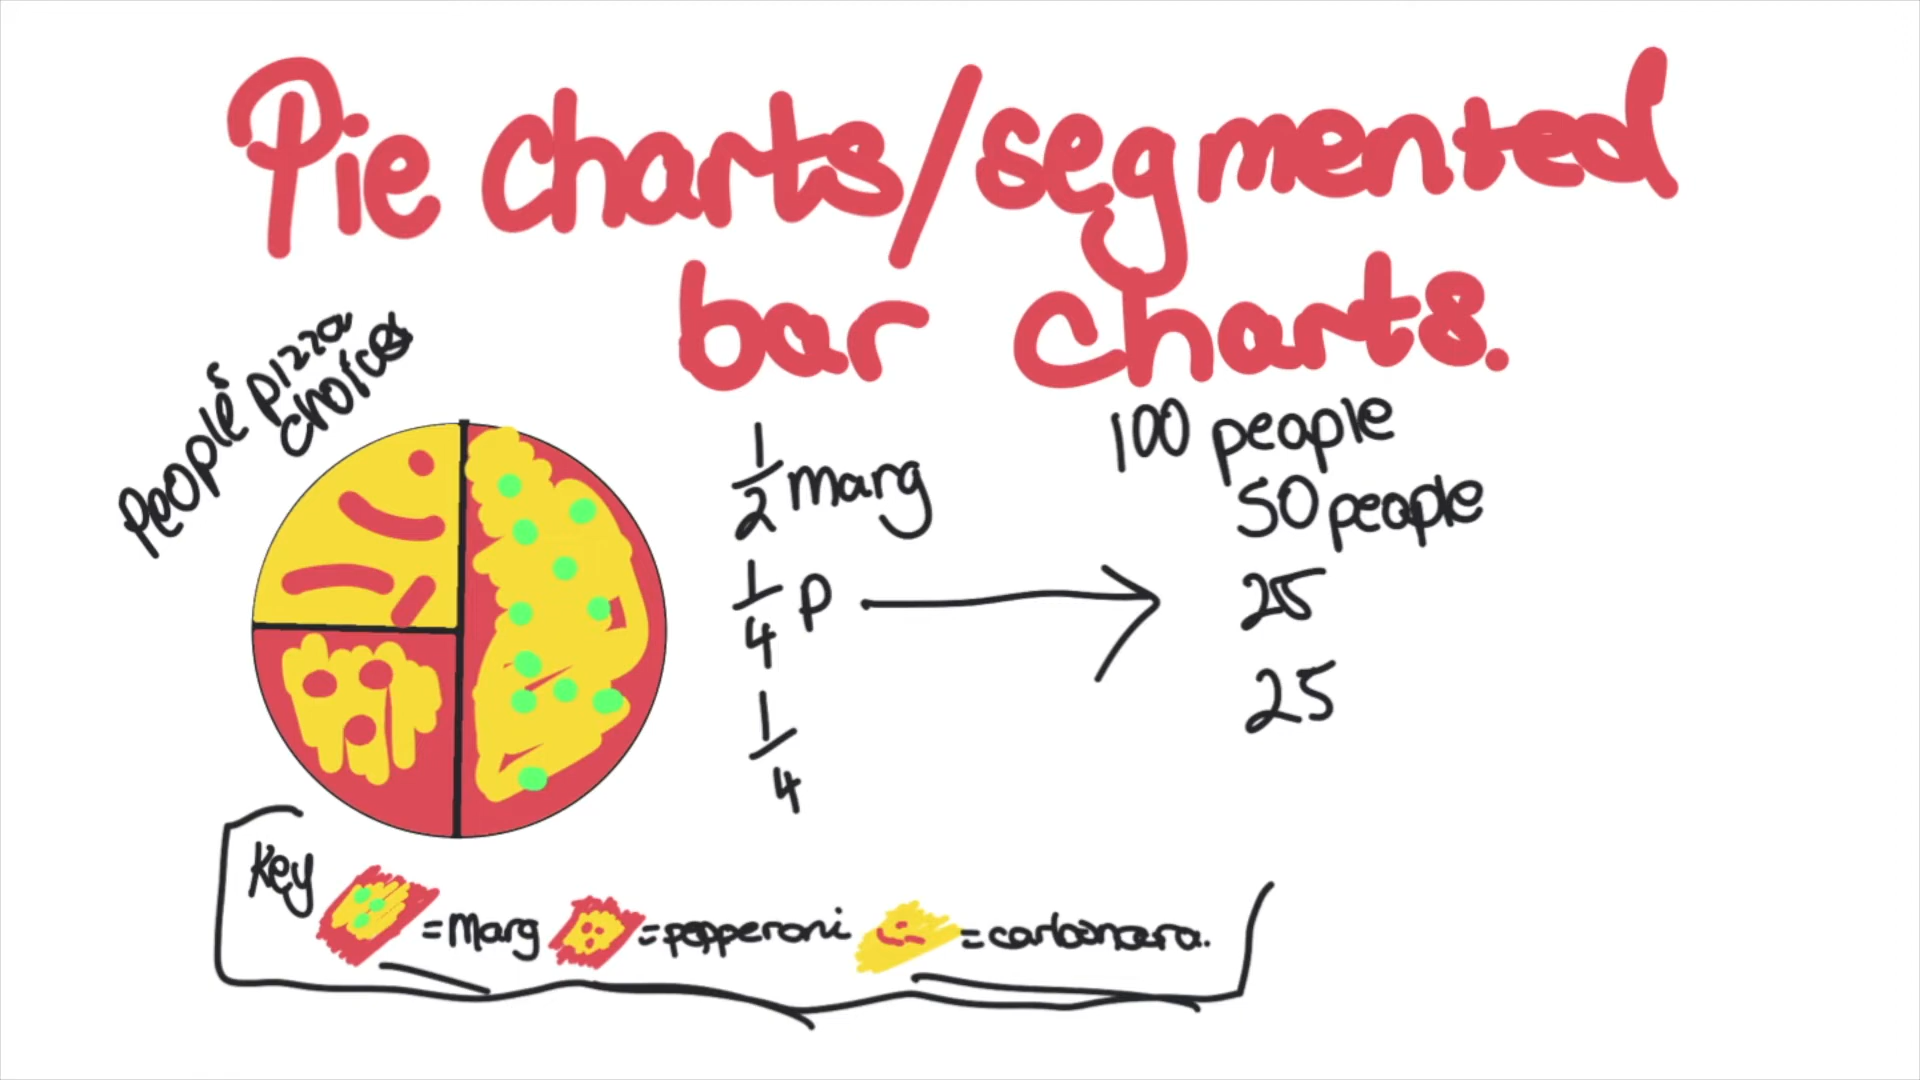 Pie charts/segmented
bar charts.
People's pizza
choices
1/2 marg
1/4 P
1/4
100 people
50 people
25
25
Key
=Marg
=pepperoni
=carbonara.